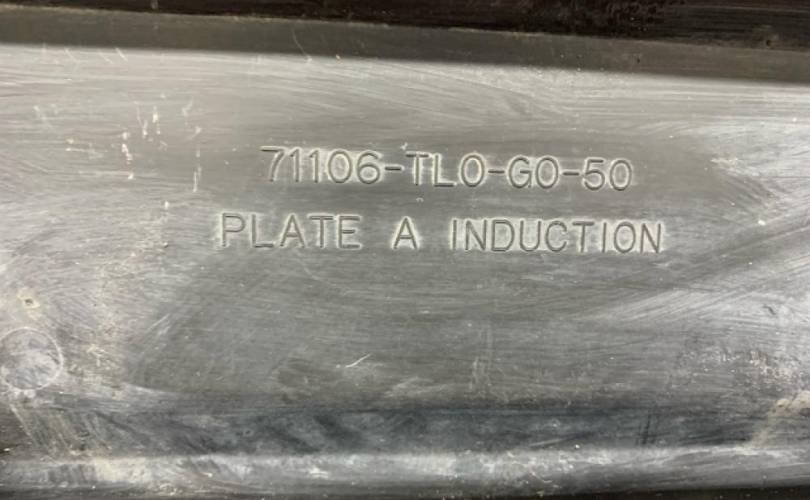 71106-TL0-G0-50
PLATE A INDUCTION